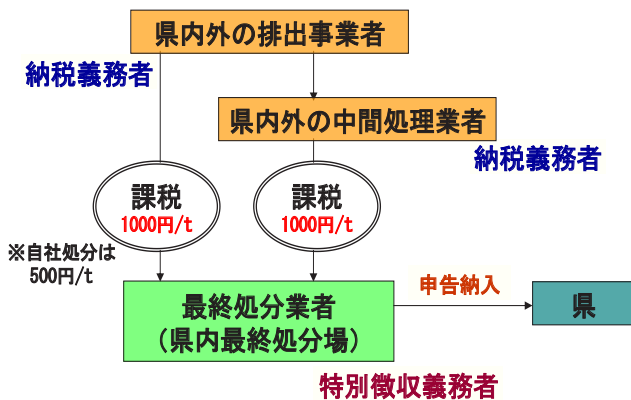 県内外の排出事業者
納税義務者
県内外の中間処理業者
納税義務者
課税
1000円/t
課税
1000円/t
※自社処分は
500円/t
最終処分業者
（県内最終処分場）
申告納入
県
特別徴収義務者